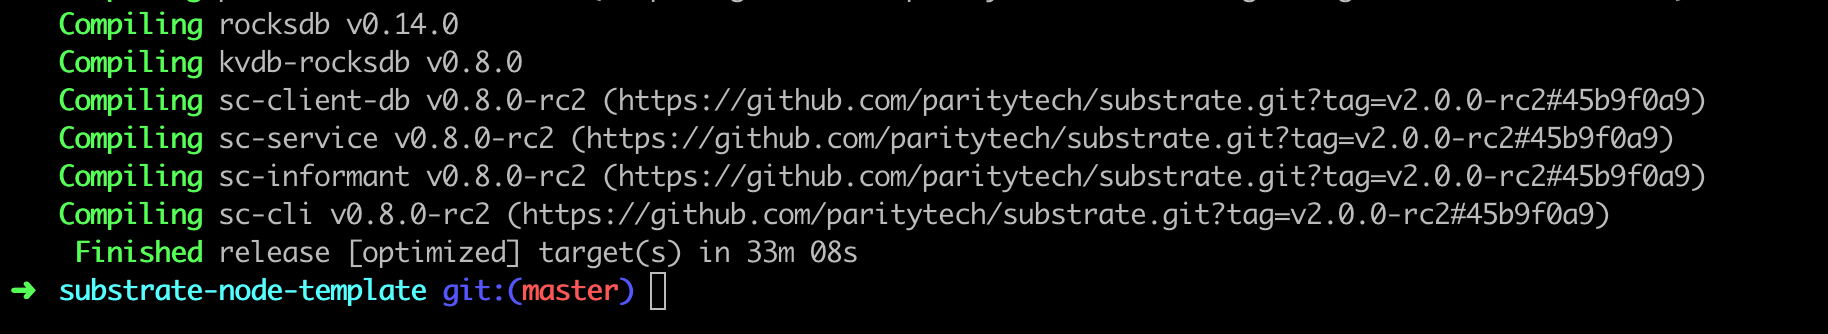 Compiling rocksdb v0.14.0
Compiling kvdb-rocksdb v0.8.0
Compiling sc-client-db v0.8.0-rc2 (https://github.com/paritytech/substrate.git?tag=v2.0.0-rc2#45b9f0a9)
Compiling sc-service v0.8.0-rc2 (https://github.com/paritytech/substrate.git?tag=v2.0.0-rc2#45b9f0a9)
Compiling sc-informant v0.8.0-rc2 (https://github.com/paritytech/substrate.git?tag=v2.0.0-rc2#45b9f0a9)
Compiling sc-cli v0.8.0-rc2 (https://github.com/paritytech/substrate.git?tag=v2.0.0-rc2#45b9f0a9)
Finished release [optimized] target(s) in 33m 08s
➜ substrate-node-template git:(master)